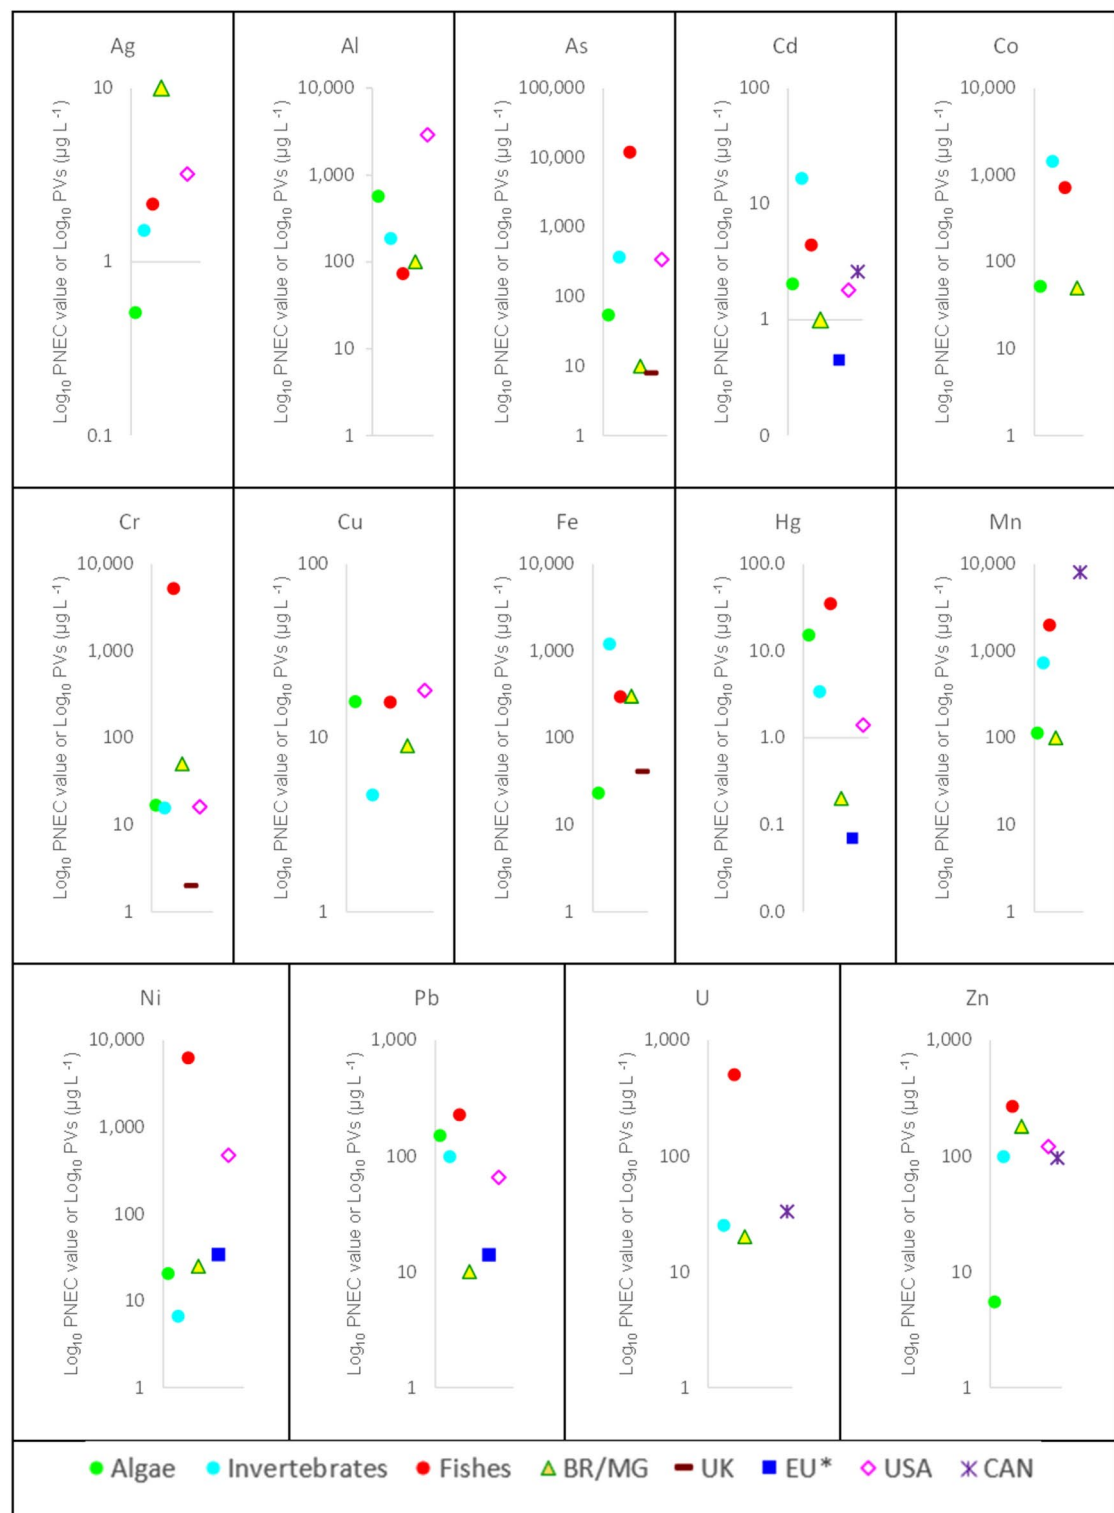 Ag
Log₁₀ PNEC value or Log₁₀ PVs (µg L⁻¹)
10
1
0.1
Al
Log₁₀ PNEC value or Log₁₀ PVs (µg L⁻¹)
10,000
1,000
100
10
1
As
Log₁₀ PNEC value or Log₁₀ PVs (µg L⁻¹)
100,000
10,000
1,000
100
10
1
Cd
Log₁₀ PNEC value or Log₁₀ PVs (µg L⁻¹)
100
10
1
0
Co
Log₁₀ PNEC value or Log₁₀ PVs (µg L⁻¹)
10,000
1,000
100
10
1
Cr
Log₁₀ PNEC value or Log₁₀ PVs (µg L⁻¹)
10,000
1,000
100
10
1
Cu
Log₁₀ PNEC value or Log₁₀ PVs (µg L⁻¹)
100
10
1
Fe
Log₁₀ PNEC value or Log₁₀ PVs (µg L⁻¹)
10,000
1,000
100
10
1
Hg
Log₁₀ PNEC value or Log₁₀ PVs (µg L⁻¹)
100.0
10.0
1.0
0.1
0.0
Mn
Log₁₀ PNEC value or Log₁₀ PVs (µg L⁻¹)
10,000
1,000
100
10
1
Ni
Log₁₀ PNEC value or Log₁₀ PVs (µg L⁻¹)
10,000
1,000
100
10
1
Pb
Log₁₀ PNEC value or Log₁₀ PVs (µg L⁻¹)
1,000
100
10
1
U
Log₁₀ PNEC value or Log₁₀ PVs (µg L⁻¹)
1,000
100
10
1
Zn
Log₁₀ PNEC value or Log₁₀ PVs (µg L⁻¹)
1,000
100
10
1
Algae Invertebrates Fishes BR/MG UK EU* USA CAN